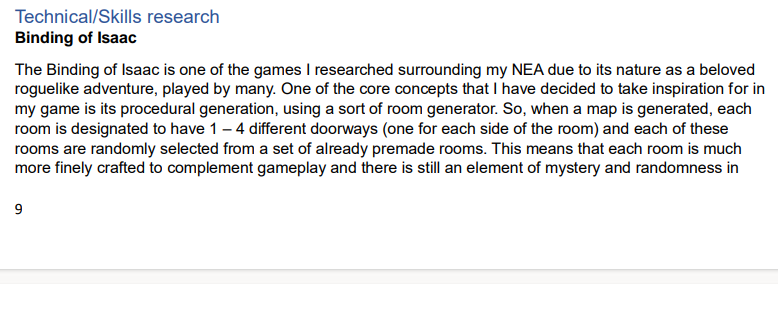 Technical/Skills research
Binding of Isaac
The Binding of Isaac is one of the games I researched surrounding my NEA due to its nature as a beloved
roguelike adventure, played by many. One of the core concepts that I have decided to take inspiration for in
my game is its procedural generation, using a sort of room generator. So, when a map is generated, each
room is designated to have 1 – 4 different doorways (one for each side of the room) and each of these
rooms are randomly selected from a set of already premade rooms. This means that each room is much
more finely crafted to complement gameplay and there is still an element of mystery and randomness in
9